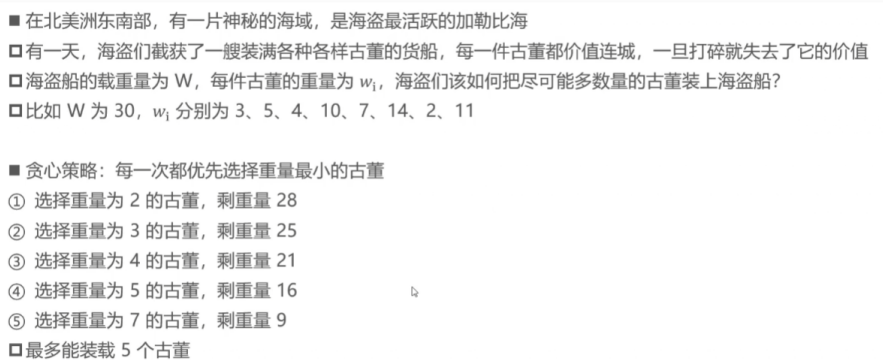 ■ 在北美洲东南部，有一片神秘的海域，是海盗最活跃的加勒比海
口有一天，海盗们截获了一艘装满各种各样古董的货船，每一件古董都价值连城，一旦打碎就失去了它的价值
口海盗船的载重量为 W，每件古董的重量为 wi，海盗们该如何把尽可能多数量的古董装上海盗船？
口比如 W 为 30，wi 分别为 3、5、4、10、7、14、2、11
■ 贪心策略：每一次都优先选择重量最小的古董
① 选择重量为 2 的古董，剩重量 28
② 选择重量为 3 的古董，剩重量 25
③ 选择重量为 4 的古董，剩重量 21
④ 选择重量为 5 的古董，剩重量 16
⑤ 选择重量为 7 的古董，剩重量 9
口最多能装载 5 个古董